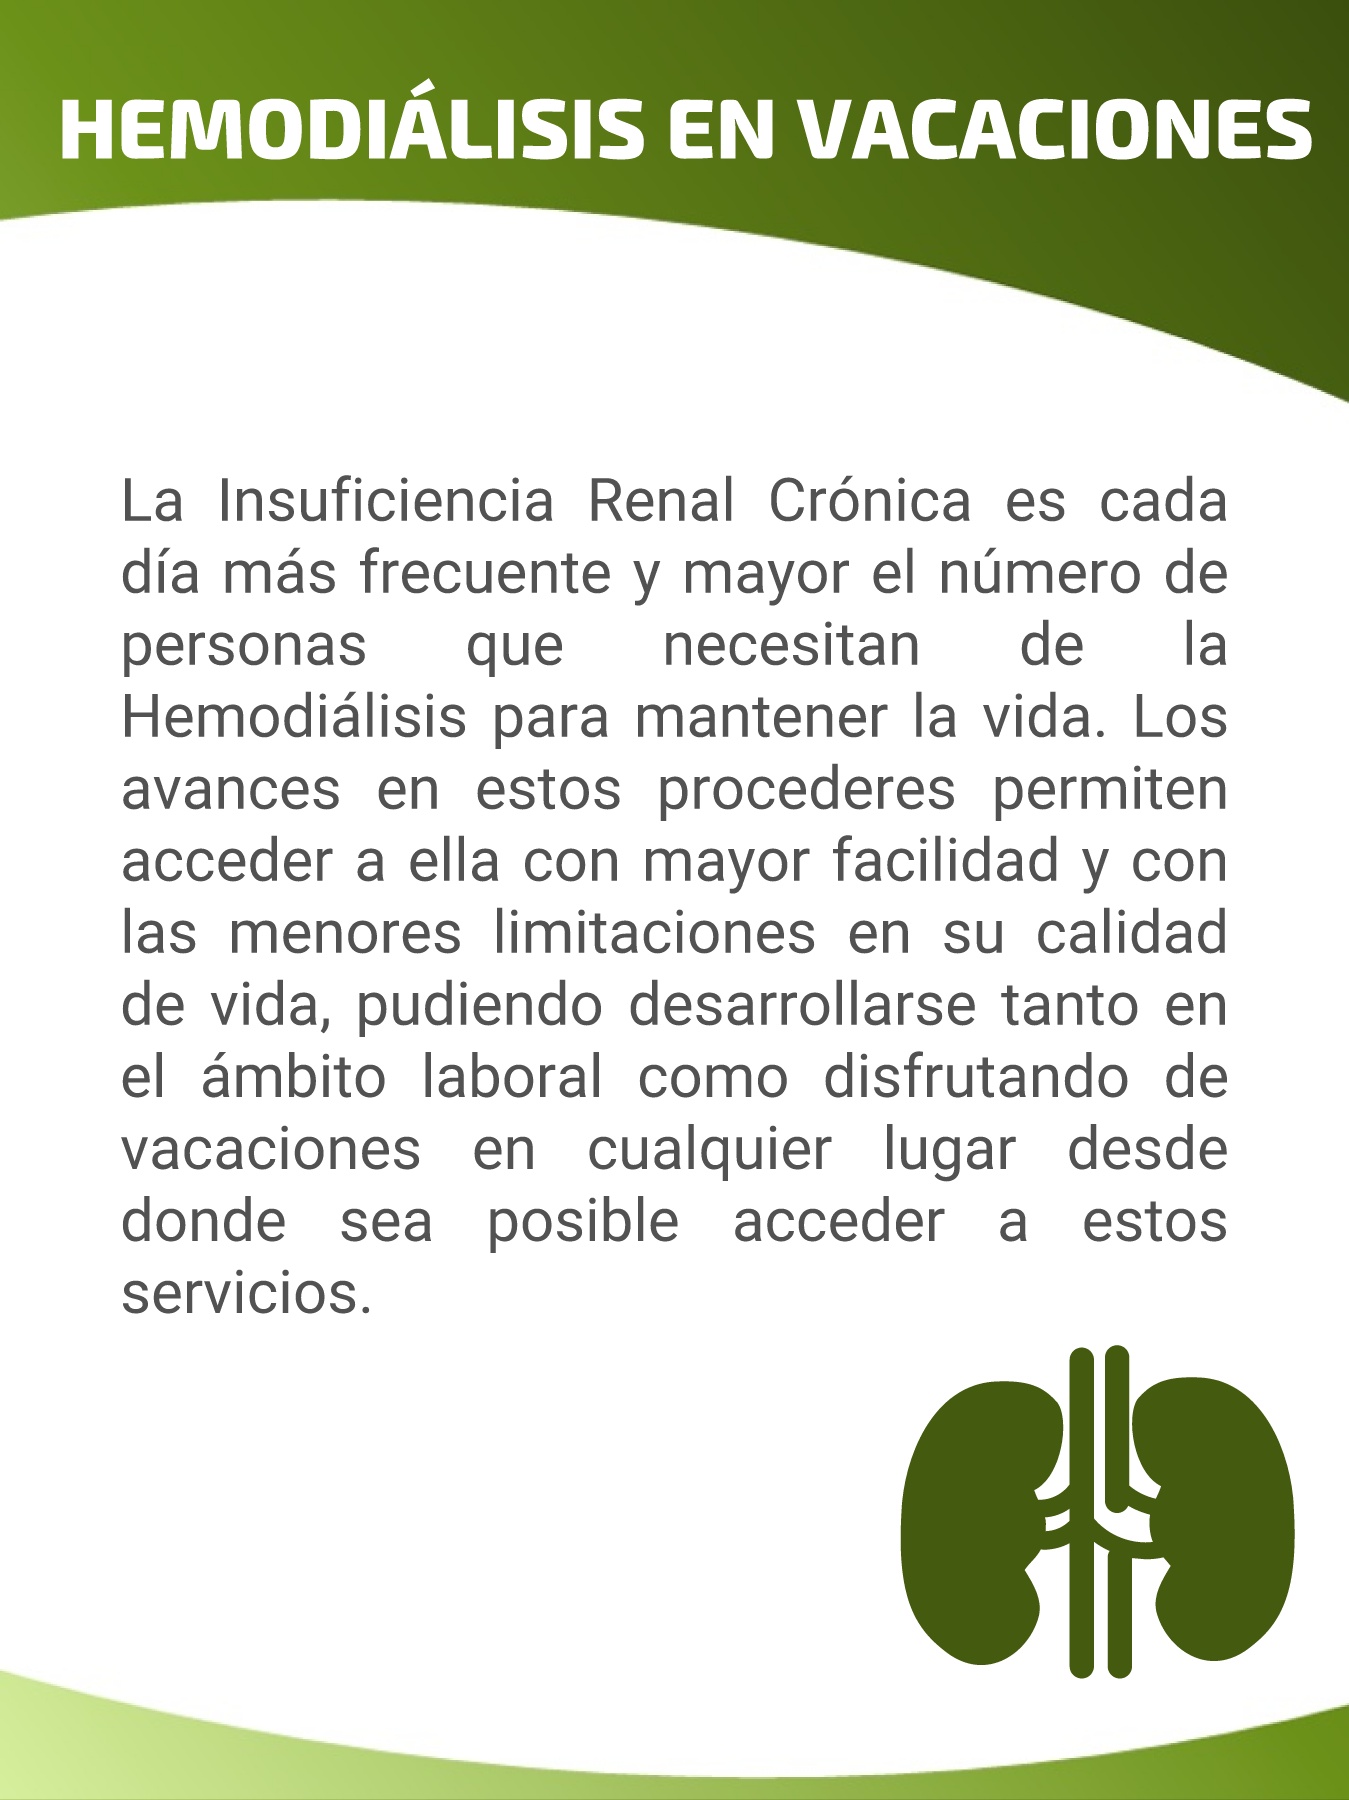 HEMODIÁLISIS EN VACACIONES
La Insuficiencia Renal Crónica es cada
día más frecuente y mayor el número de
personas que necesitan de la
Hemodiálisis para mantener la vida. Los
avances en estos procederes permiten
acceder a ella con mayor facilidad y con
las menores limitaciones en su calidad
de vida, pudiendo desarrollarse tanto en
el ámbito laboral como disfrutando de
vacaciones en cualquier lugar desde
donde sea posible acceder a estos
servicios.